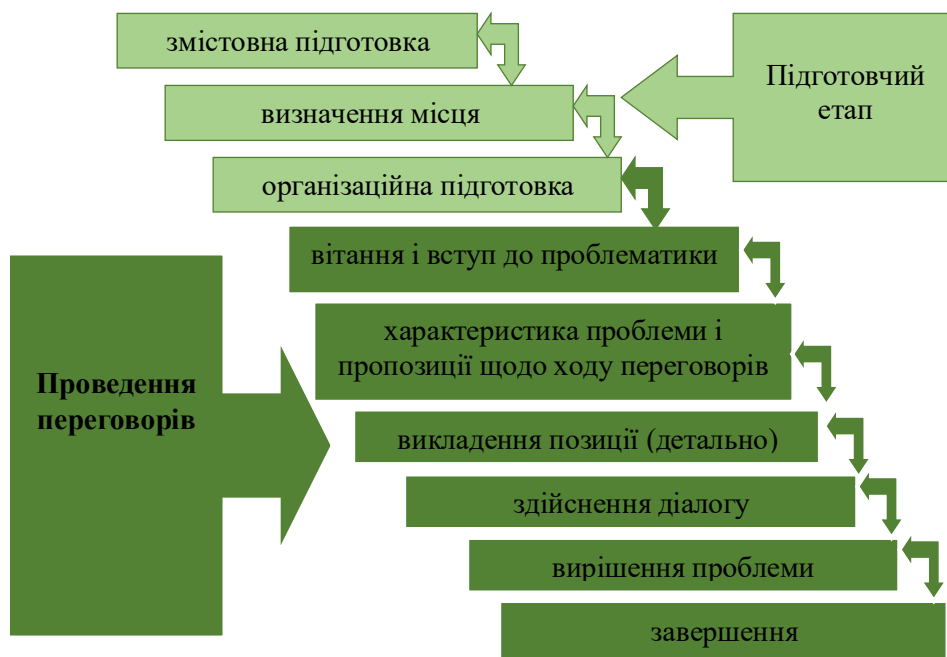 змістовна підготовка
Підготовчий
етап
визначення місця
організаційна підготовка
вітання і вступ до проблематики
характеристика проблеми і
пропозиції щодо ходу переговорів
Проведення
переговорів
викладення позиції (детально)
здійснення діалогу
вирішення проблеми
завершення